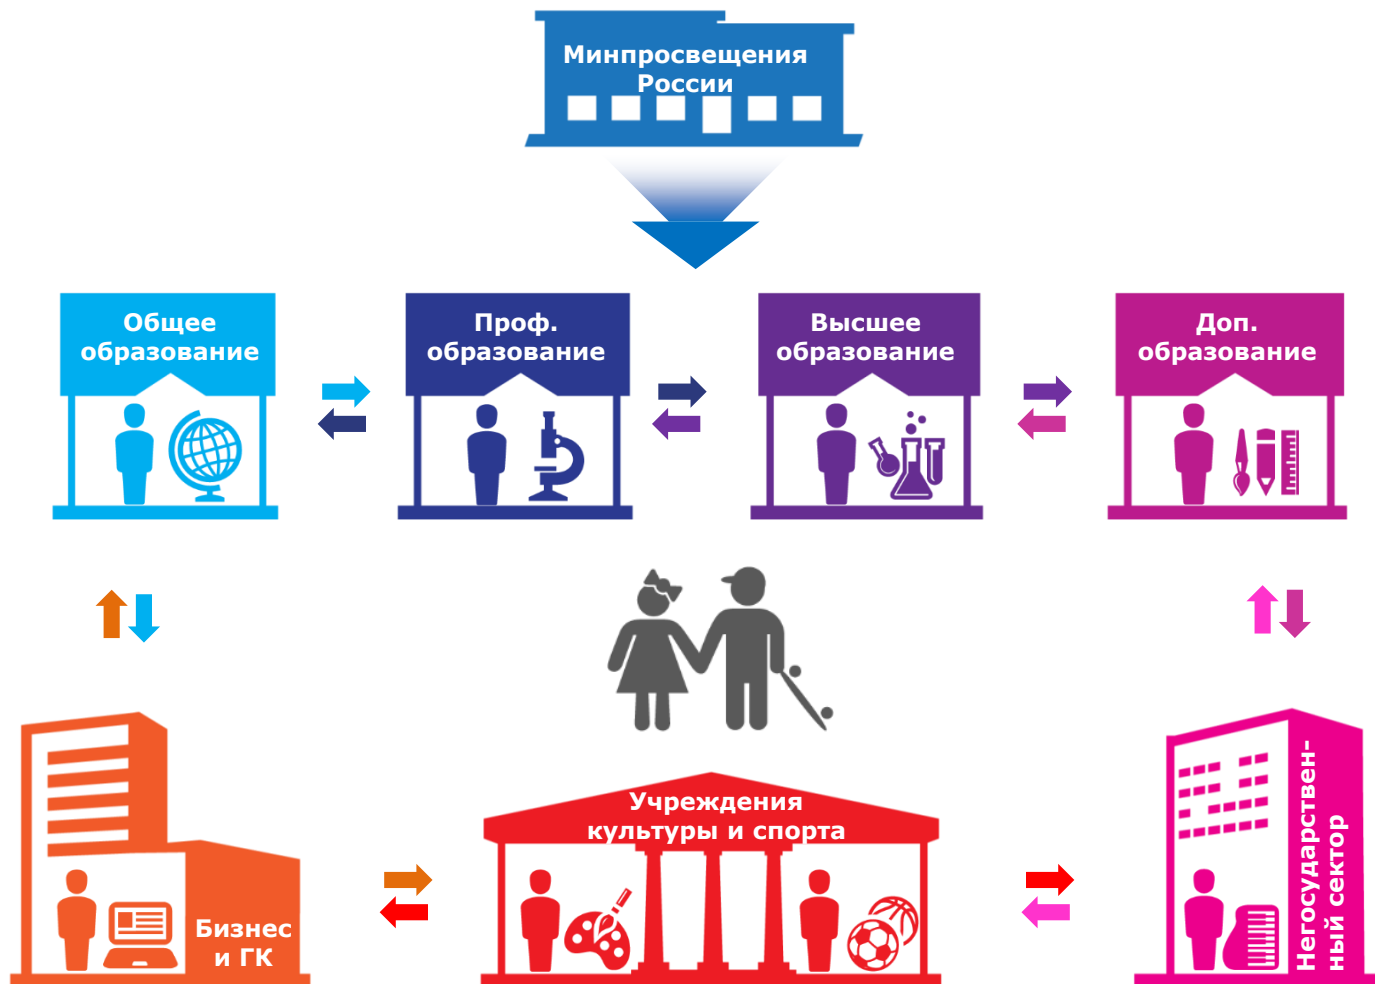 Минпросвещения
России
Общее
образование
Проф.
образование
Высшее
образование
Доп.
образование
Учреждения
культуры и спорта
Бизнес
и ГК
Негосударствен-
ный сектор